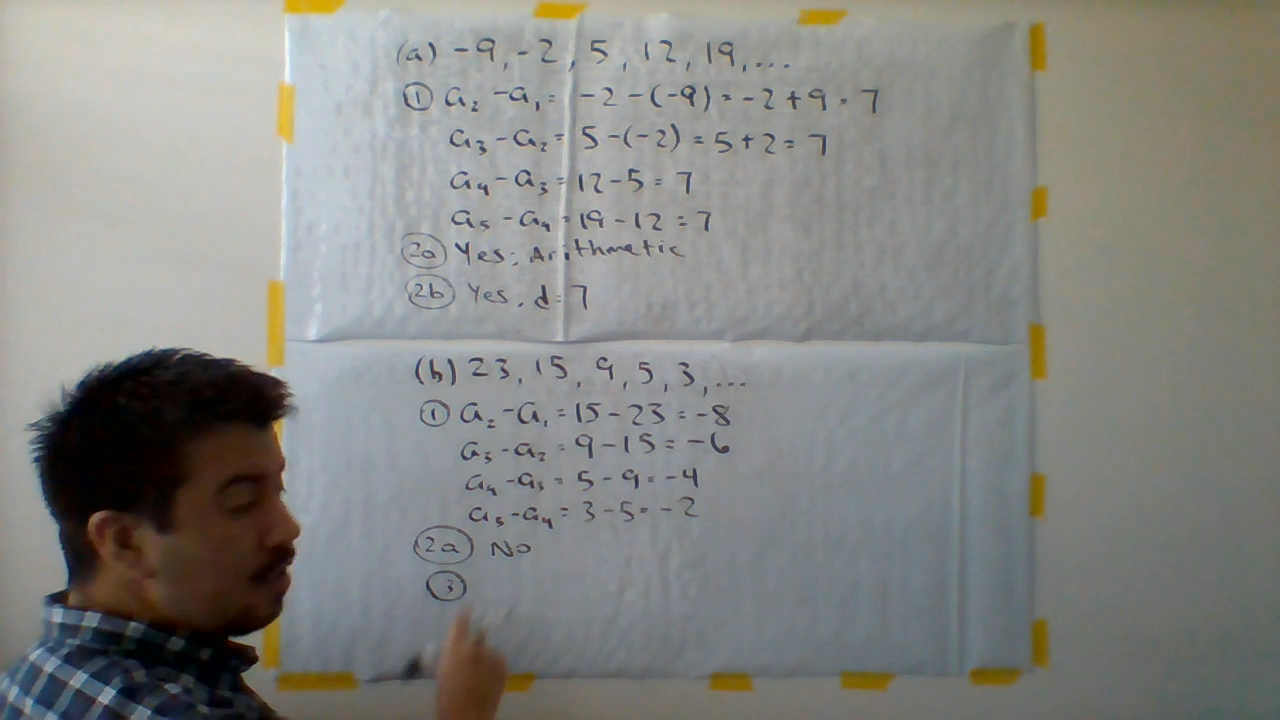 (a) -9, -2, 5, 12, 19, ...
① a₂ - a₁ = -2 - (-9) = -2 + 9 = 7
a₃ - a₂ = 5 - (-2) = 5 + 2 = 7
a₄ - a₃ = 12 - 5 = 7
a₅ - a₄ = 19 - 12 = 7
2a Yes; Arithmetic
2b Yes, d = 7
(b) 23, 15, 9, 5, 3, ...
① a₂ - a₁ = 15 - 23 = -8
a₃ - a₂ = 9 - 15 = -6
a₄ - a₃ = 5 - 9 = -4
a₅ - a₄ = 3 - 5 = -2
2a No
③